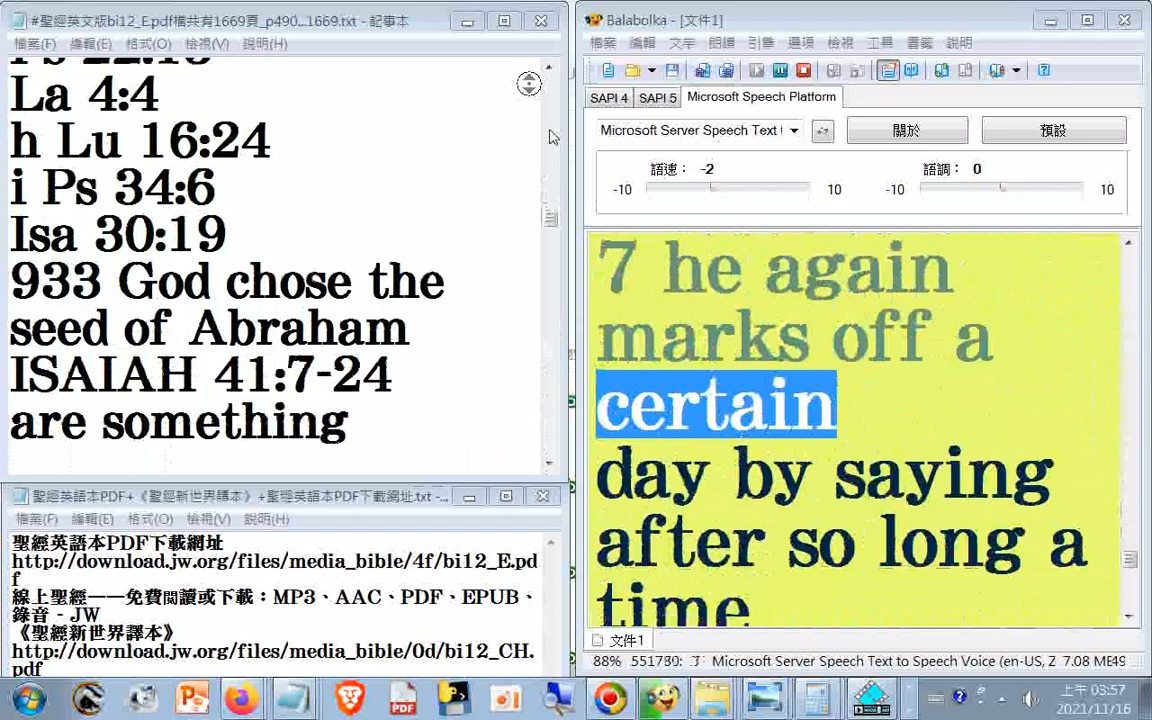 #聖經英文版bi12_E.pdf檔共有1669頁_p490...1669.txt - 記事本
檔案(F) 編輯(E) 格式(O) 檢視(V) 說明(H)
La 4:4
h Lu 16:24
i Ps 34:6
Isa 30:19
933 God chose the
seed of Abraham
ISAIAH 41:7-24
are something
聖經英語本PDF+《聖經新世界譯本》+聖經英語本PDF下載網址.txt - ...
檔案(F) 編輯(E) 格式(O) 檢視(V) 說明(H)
聖經英語本PDF下載網址
http://download.jw.org/files/media_bible/4f/bi12_E.pd
f
線上聖經——免費閱讀或下載：MP3、AAC、PDF、EPUB、
錄音 - JW
《聖經新世界譯本》
http://download.jw.org/files/media_bible/0d/bi12_CH.
pdf
Balabolka - [文件1]
檔案 編輯 文字 朗讀 引擎 選項 檢視 工具 書籤 說明
SAPI 4 SAPI 5 Microsoft Speech Platform
Microsoft Server Speech Text 關於 預設
語速： -2 語調： 0
-10 10 -10 10
7 he again
marks off a
certain
day by saying
after so long a
time
文件1
88% 551780: Microsoft Server Speech Text to Speech Voice (en-US, Z 7.08 ME49
上午 03:57
2021/11/16